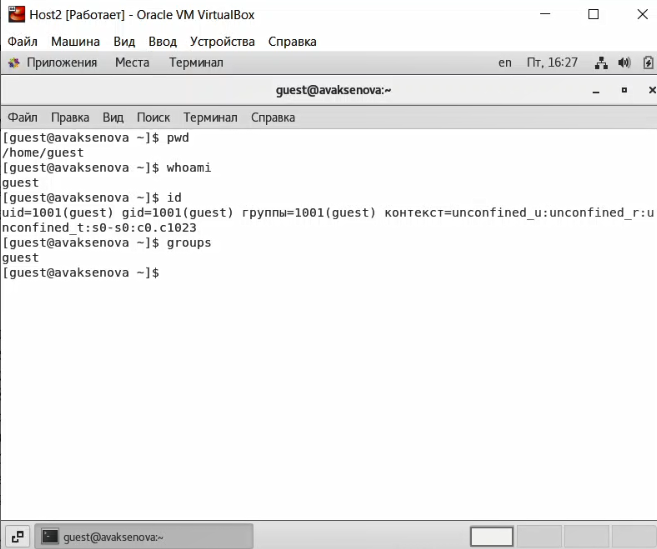 Host2 [Работает] - Oracle VM VirtualBox
Файл Машина Вид Ввод Устройства Справка
Приложения Места Терминал en Пт, 16:27
guest@avaksenova:~
Файл Правка Вид Поиск Терминал Справка
[guest@avaksenova ~]$ pwd
/home/guest
[guest@avaksenova ~]$ whoami
guest
[guest@avaksenova ~]$ id
uid=1001(guest) gid=1001(guest) группы=1001(guest) контекст=unconfined_u:unconfined_r:u
nconfined_t:s0-s0:c0.c1023
[guest@avaksenova ~]$ groups
guest
[guest@avaksenova ~]$
guest@avaksenova:~